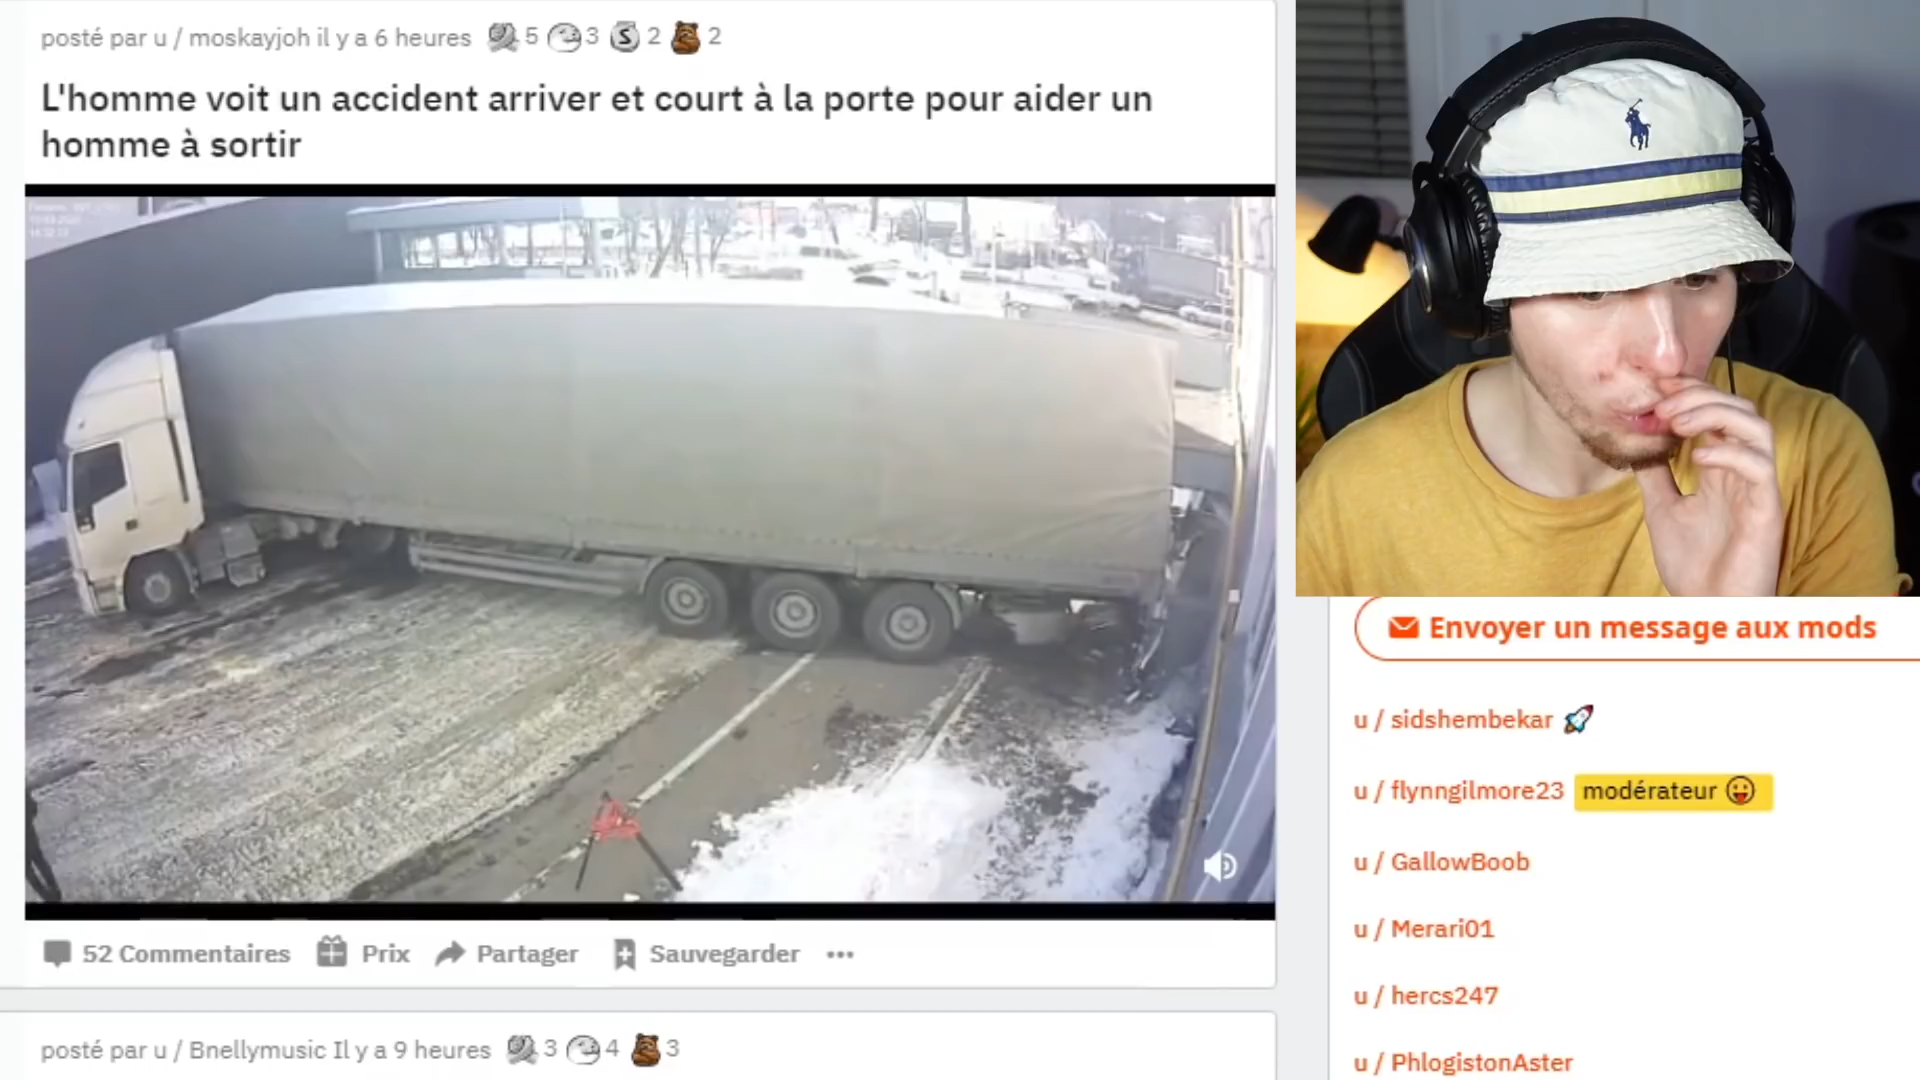 posté par u / moskayjoh il y a 6 heures 5 3 2 2
L'homme voit un accident arriver et court à la porte pour aider un
homme à sortir
52 Commentaires Prix Partager Sauvegarder ...
posté par u / Bnellymusic Il y a 9 heures 3 4 3
Envoyer un message aux mods
u / sidshembekar
u / flynngilmore23 modérateur
u / GallowBoob
u / Merari01
u / hercs247
u / PhlogistonAster